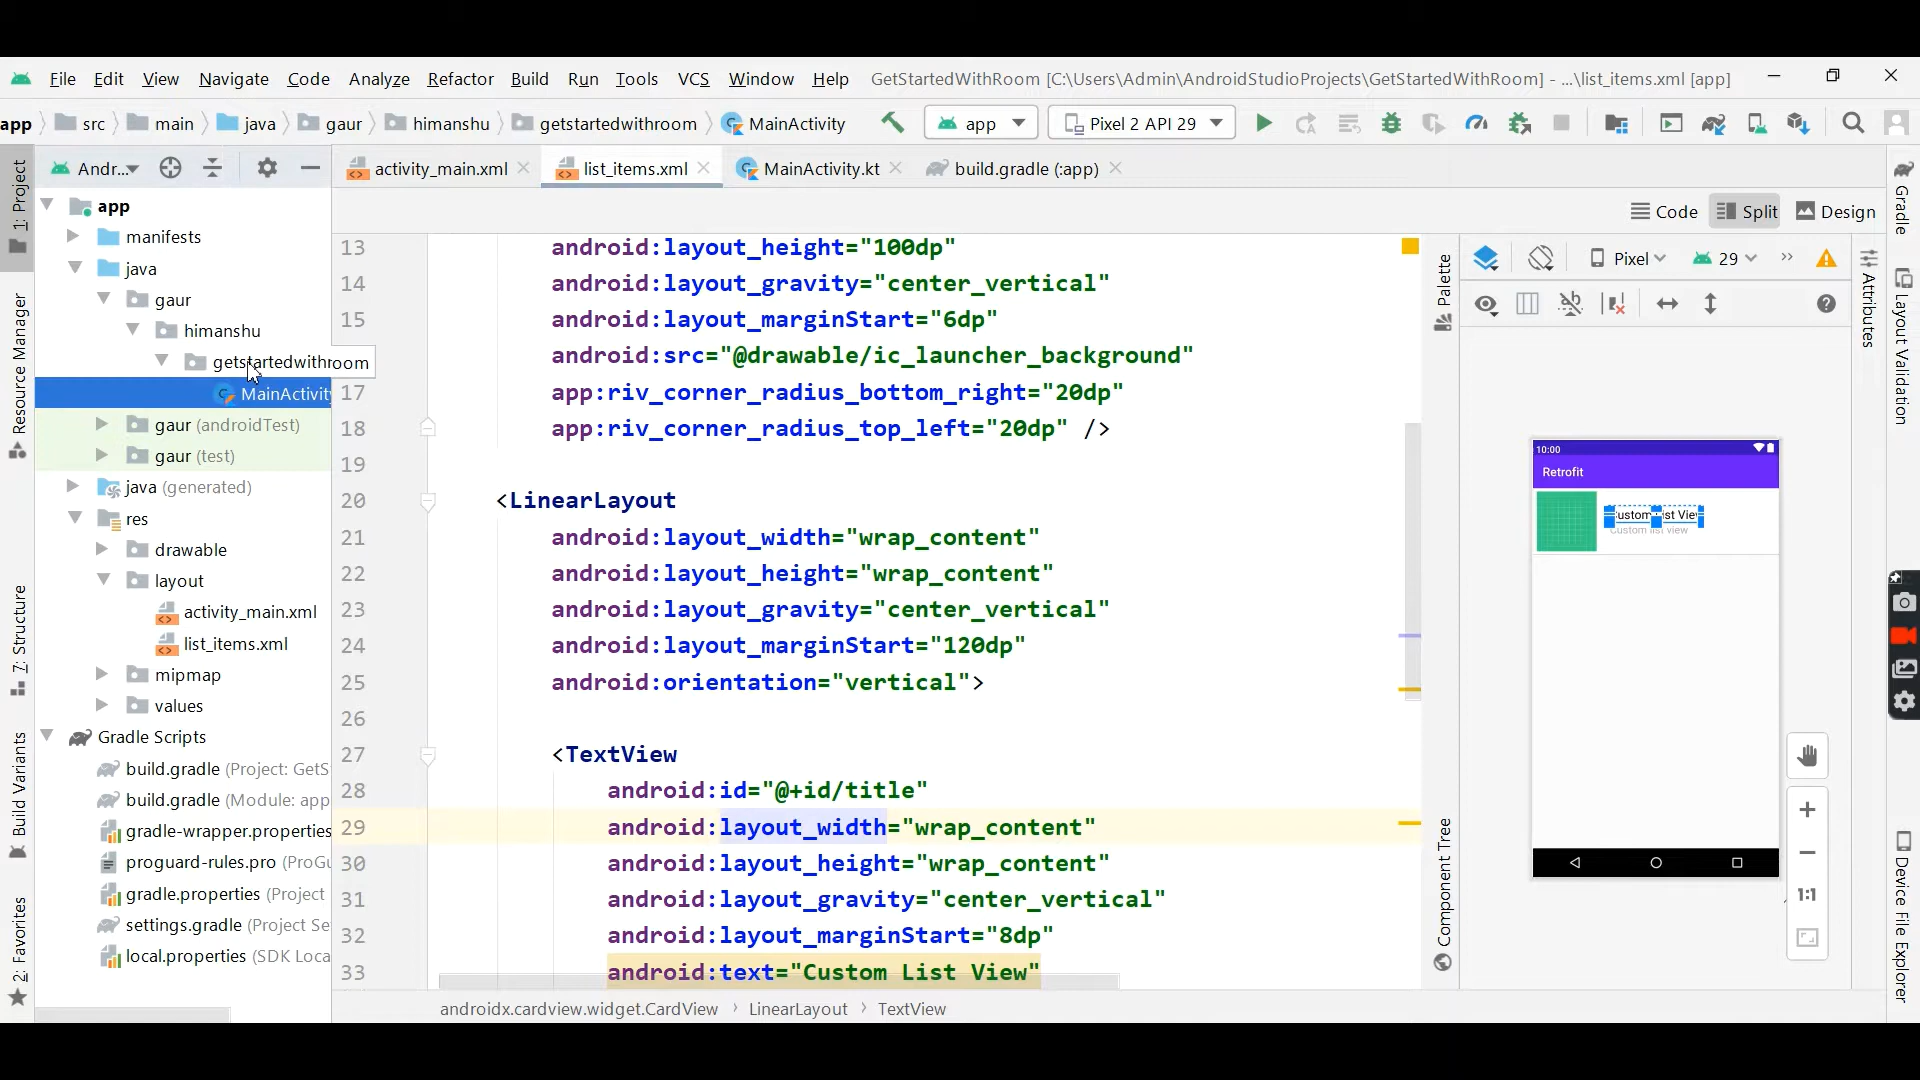 File Edit View Navigate Code Analyze Refactor Build Run Tools VCS Window Help GetStartedWithRoom [C:\Users\Admin\AndroidStudioProjects\GetStartedWithRoom] - ...\list_items.xml [app]
app src main java gaur himanshu getstartedwithroom MainActivity app Pixel 2 API 29
Andr... activity_main.xml list_items.xml MainActivity.kt build.gradle (:app)
Code Split Design
1: Project
Resource Manager
7: Structure
Build Variants
2: Favorites
app
manifests
java
gaur
himanshu
getstartedwithroom
MainActivity
gaur (androidTest)
gaur (test)
java (generated)
res
drawable
layout
activity_main.xml
list_items.xml
mipmap
values
Gradle Scripts
build.gradle (Project: GetS
build.gradle (Module: app
gradle-wrapper.properties
proguard-rules.pro (ProGu
gradle.properties (Project
settings.gradle (Project Se
local.properties (SDK Loca
13 android:layout_height="100dp"
14 android:layout_gravity="center_vertical"
15 android:layout_marginStart="6dp"
android:src="@drawable/ic_launcher_background"
17 app:riv_corner_radius_bottom_right="20dp"
18 app:riv_corner_radius_top_left="20dp" />
19
20 <LinearLayout
21 android:layout_width="wrap_content"
22 android:layout_height="wrap_content"
23 android:layout_gravity="center_vertical"
24 android:layout_marginStart="120dp"
25 android:orientation="vertical">
26
27 <TextView
28 android:id="@+id/title"
29 android:layout_width="wrap_content"
30 android:layout_height="wrap_content"
31 android:layout_gravity="center_vertical"
32 android:layout_marginStart="8dp"
33 android:text="Custom List View"
androidx.cardview.widget.CardView LinearLayout TextView
Palette
Component Tree
Pixel 29
10:00
Retrofit
Custom List View
Custom list view
1:1
Attributes
Gradle
Layout Validation
Device File Explorer